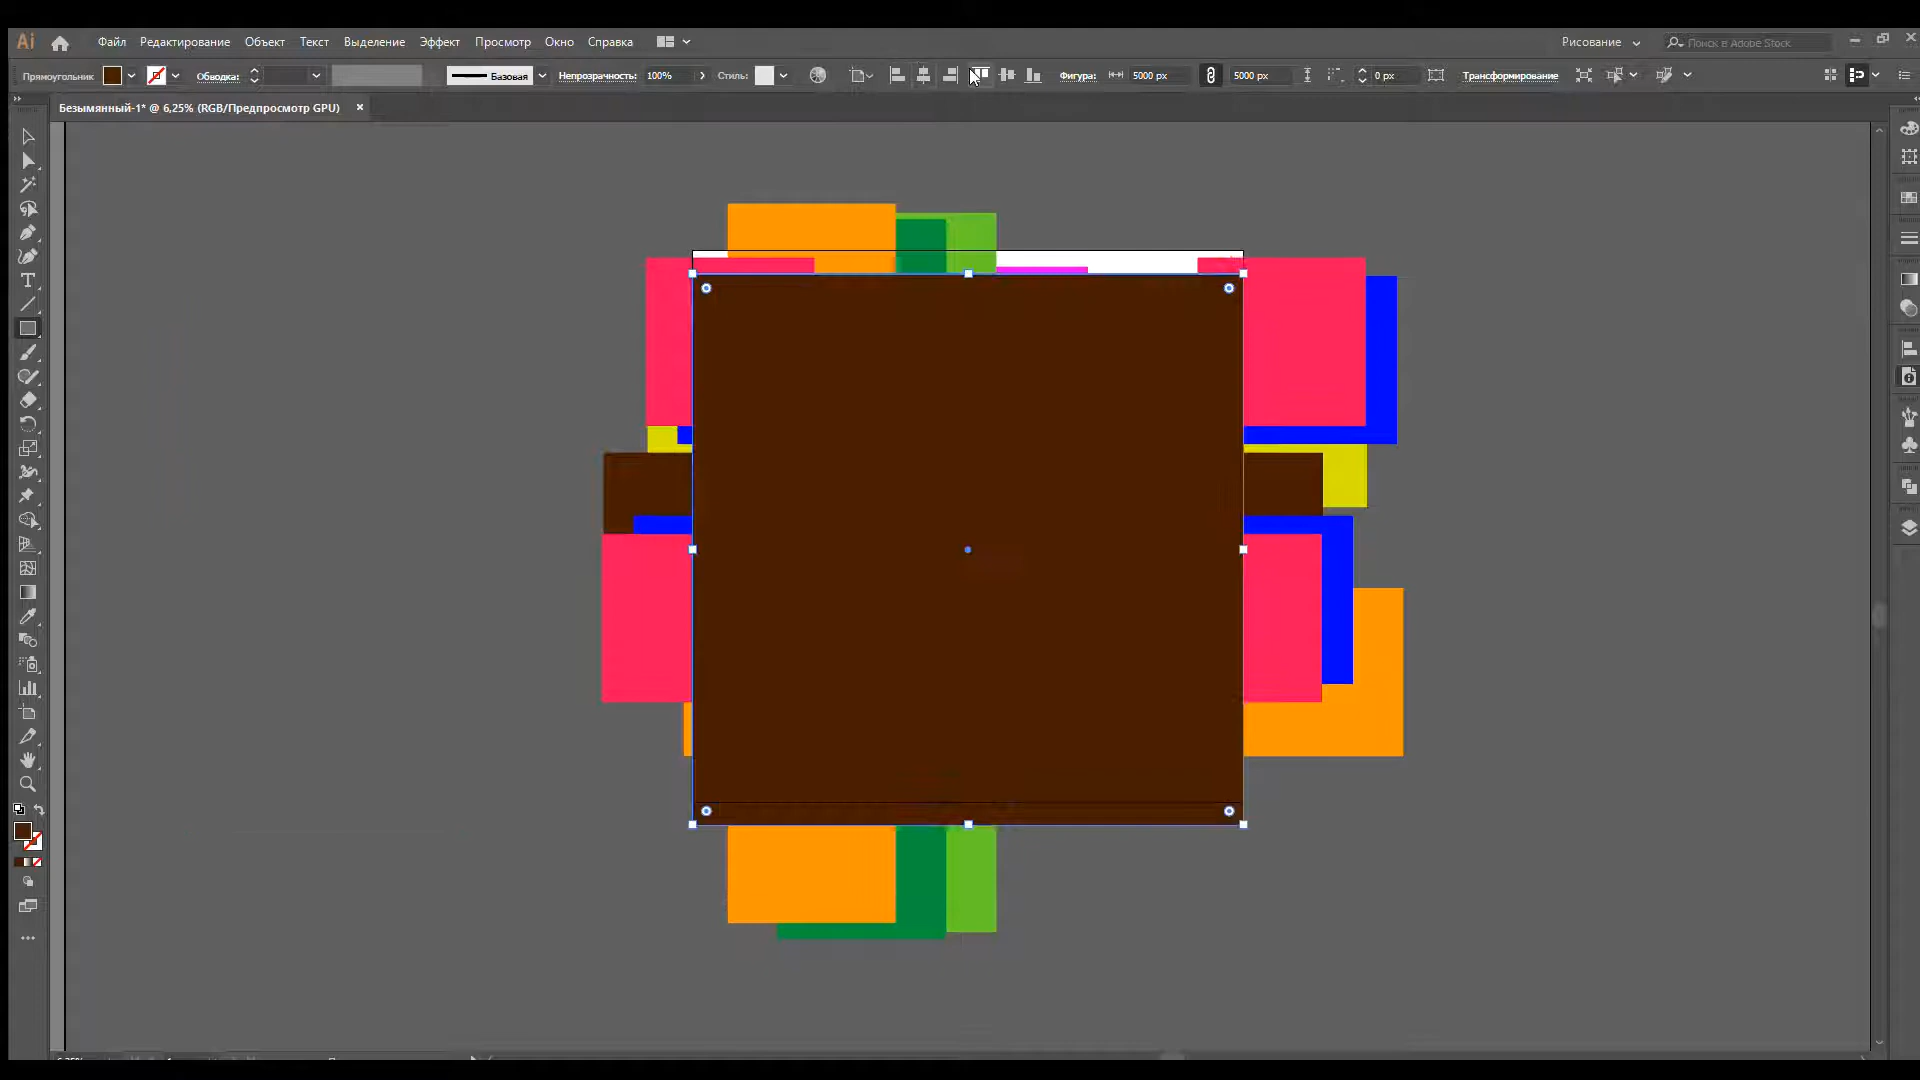 Ai Файл Редактирование Объект Текст Выделение Эффект Просмотр Окно Справка Рисование Поиск в Adobe Stock
Прямоугольник Обводка: Базовая Непрозрачность: 100% Стиль: Фигура: 5000 px 5000 px 0 px Трансформирование
Безымянный-1* @ 6,25% (RGB/Предпросмотр GPU) ×